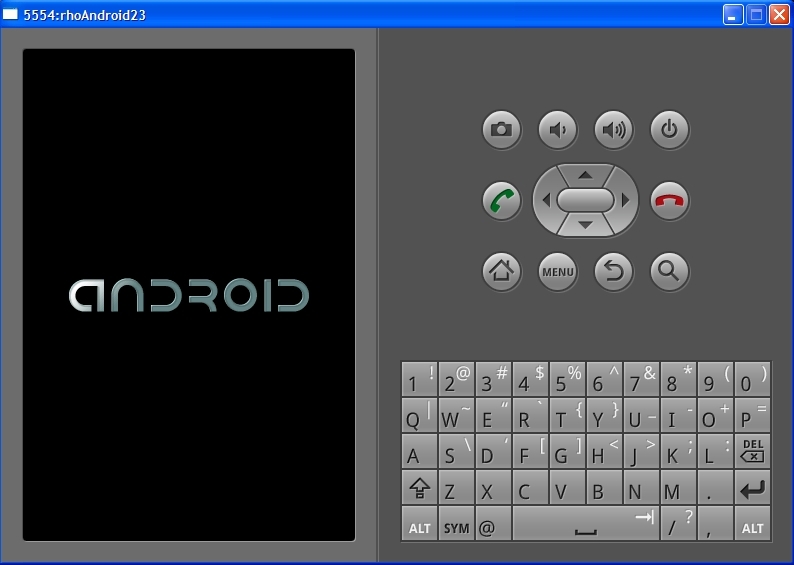 5554:rhoAndroid23
ANDROID
MENU
1 ! 2 @ 3 # 4 $ 5 % 6 ^ 7 & 8 * 9 ( 0 )
Q | W ~ E “ R ` T { Y } U _ I - O + P =
A S \ D ‘ F [ G ] H < J > K ; L : DEL
Z X C V B N M .
ALT SYM @ / ? , ALT